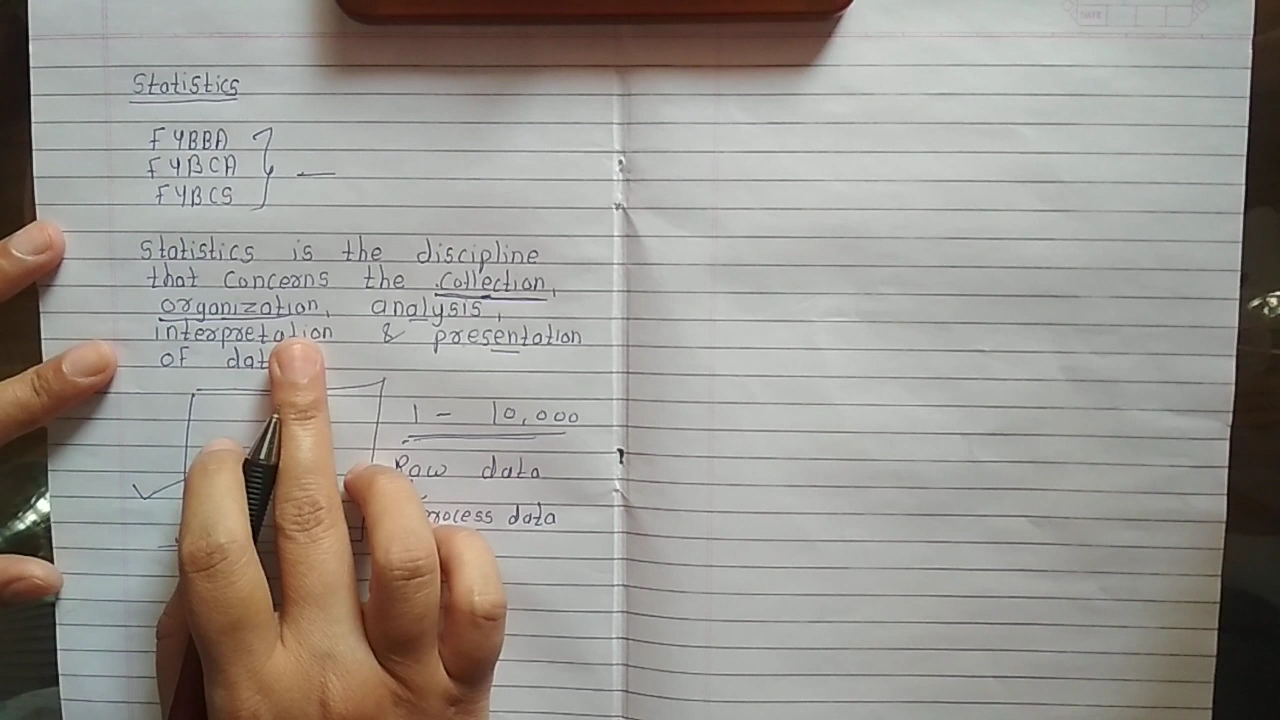 DATE
Statistics
FYBBA
FYBCA
FYBCS
Statistics is the discipline
that concerns the collection,
organization, analysis,
interpretation & presentation
of
1 - 10,000
Raw data
data